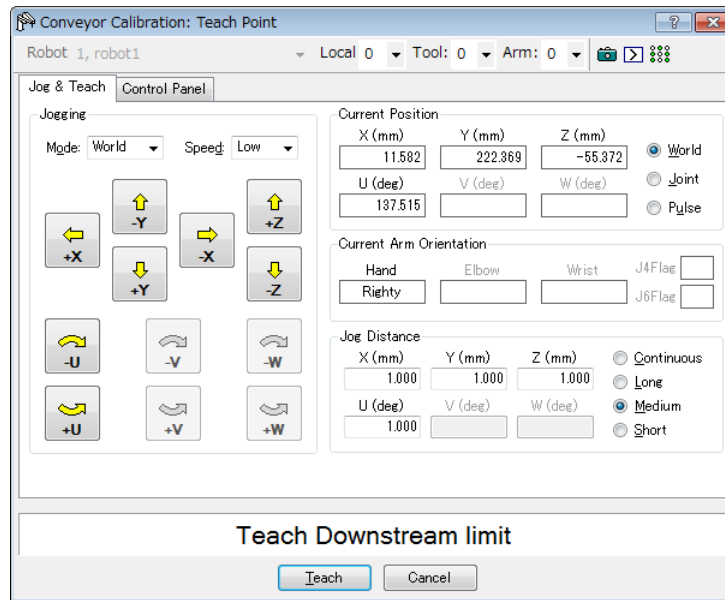 Conveyor Calibration: Teach Point
Robot 1, robot1 Local 0 Tool: 0 Arm: 0
Jog & Teach Control Panel
Jogging
Mode: World Speed: Low
-Y +Z
+X -X
+Y -Z
-U -V -W
+U +V +W
Current Position
X (mm) Y (mm) Z (mm)
11.582 222.369 -55.372
U (deg) V (deg) W (deg)
137.515
World
Joint
Pulse
Current Arm Orientation
Hand Elbow Wrist J4Flag
Righty J6Flag
Jog Distance
X (mm) Y (mm) Z (mm)
1.000 1.000 1.000
U (deg) V (deg) W (deg)
1.000
Continuous
Long
Medium
Short
Teach Downstream limit
Teach Cancel